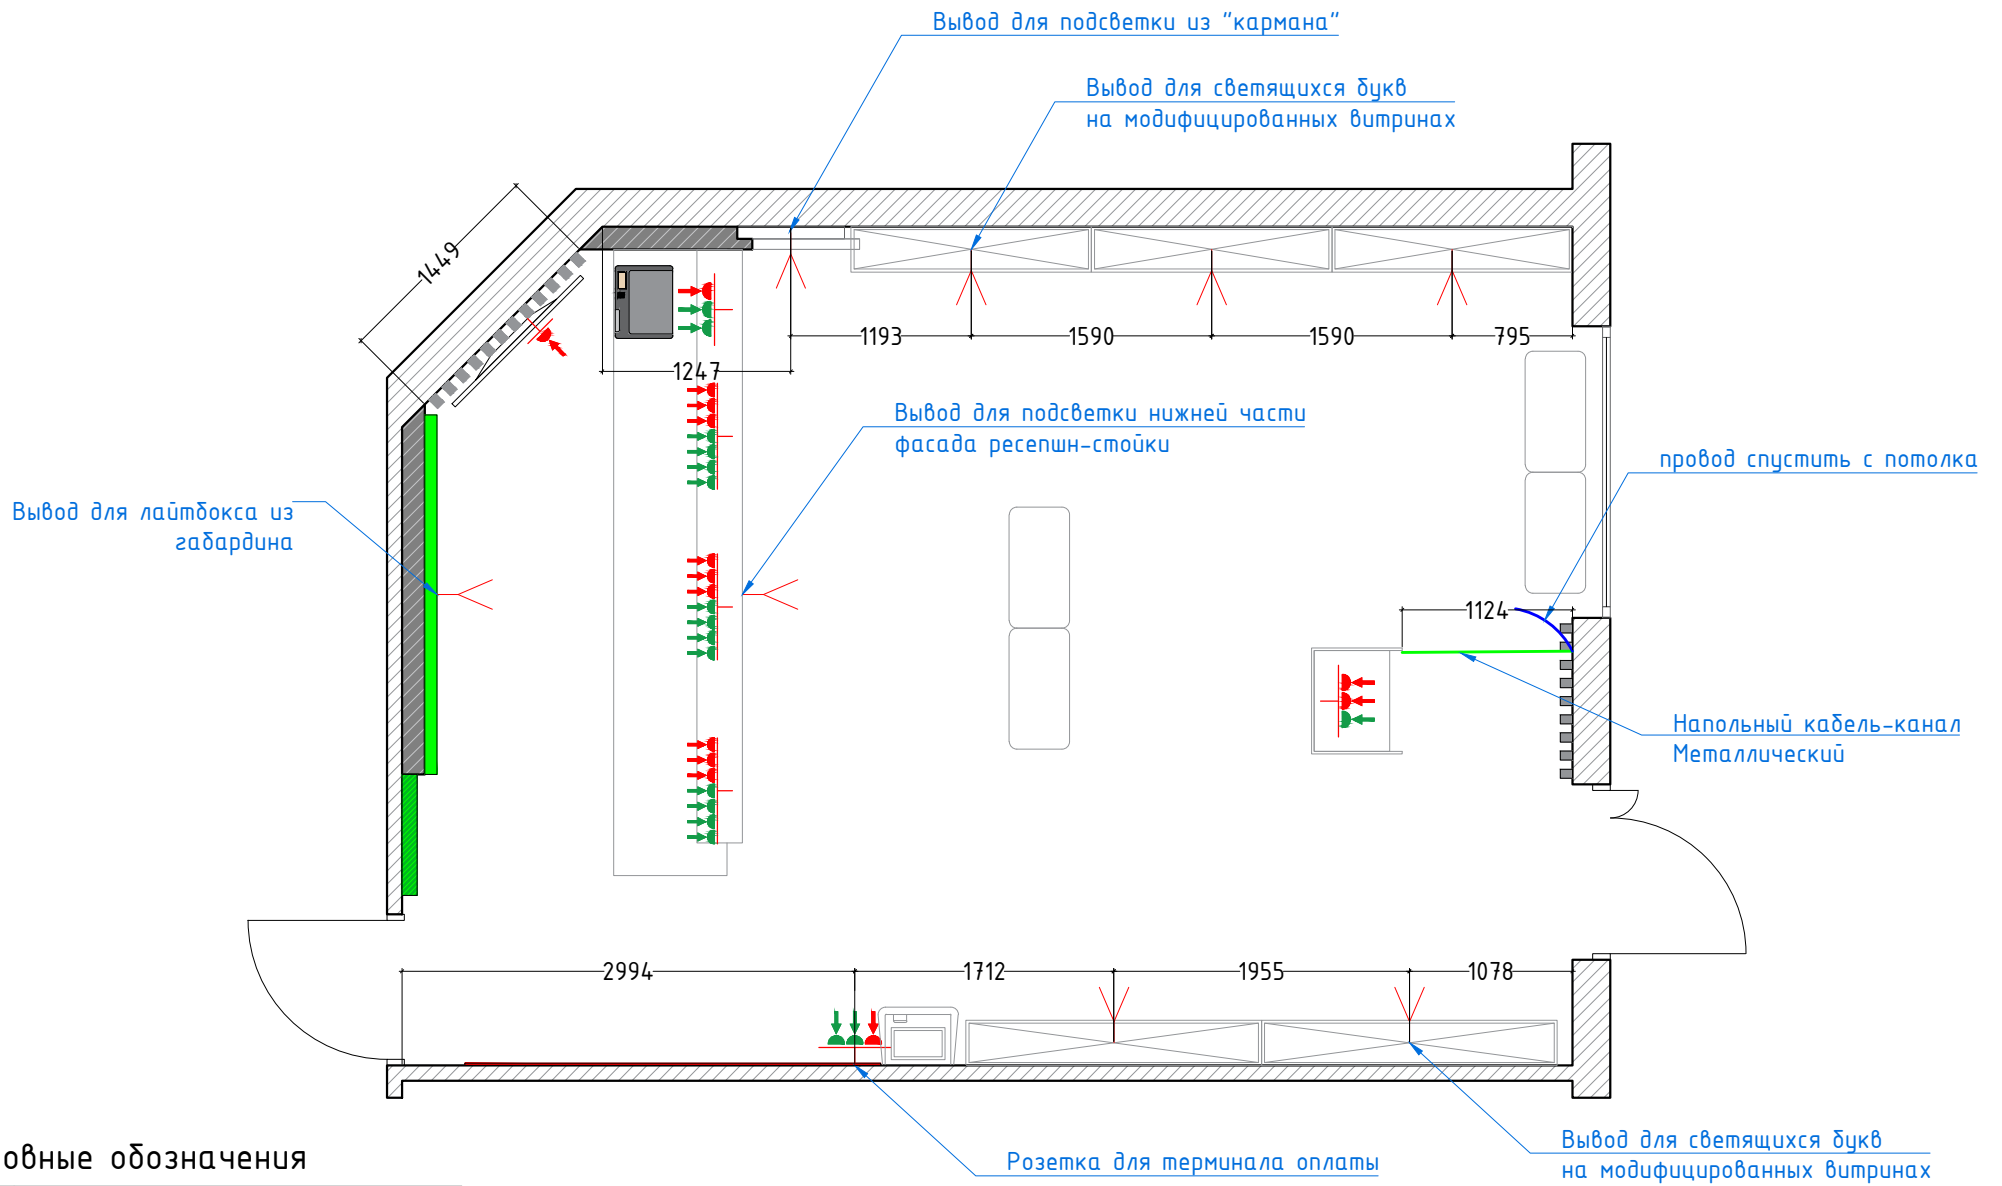 Вывод для подсветки из "кармана"
Вывод для светящихся букв
на модифицированных витринах
1449
1193
1590
1590
795
1247
Вывод для подсветки нижней части
фасада ресепшн-стойки
провод спустить с потолка
Вывод для лайтбокса из
габардина
1124
Напольный кабель-канал
Металлический
2994
1712
1955
1078
Розетка для терминала оплаты
Вывод для светящихся букв
на модифицированных витринах
овные обозначения